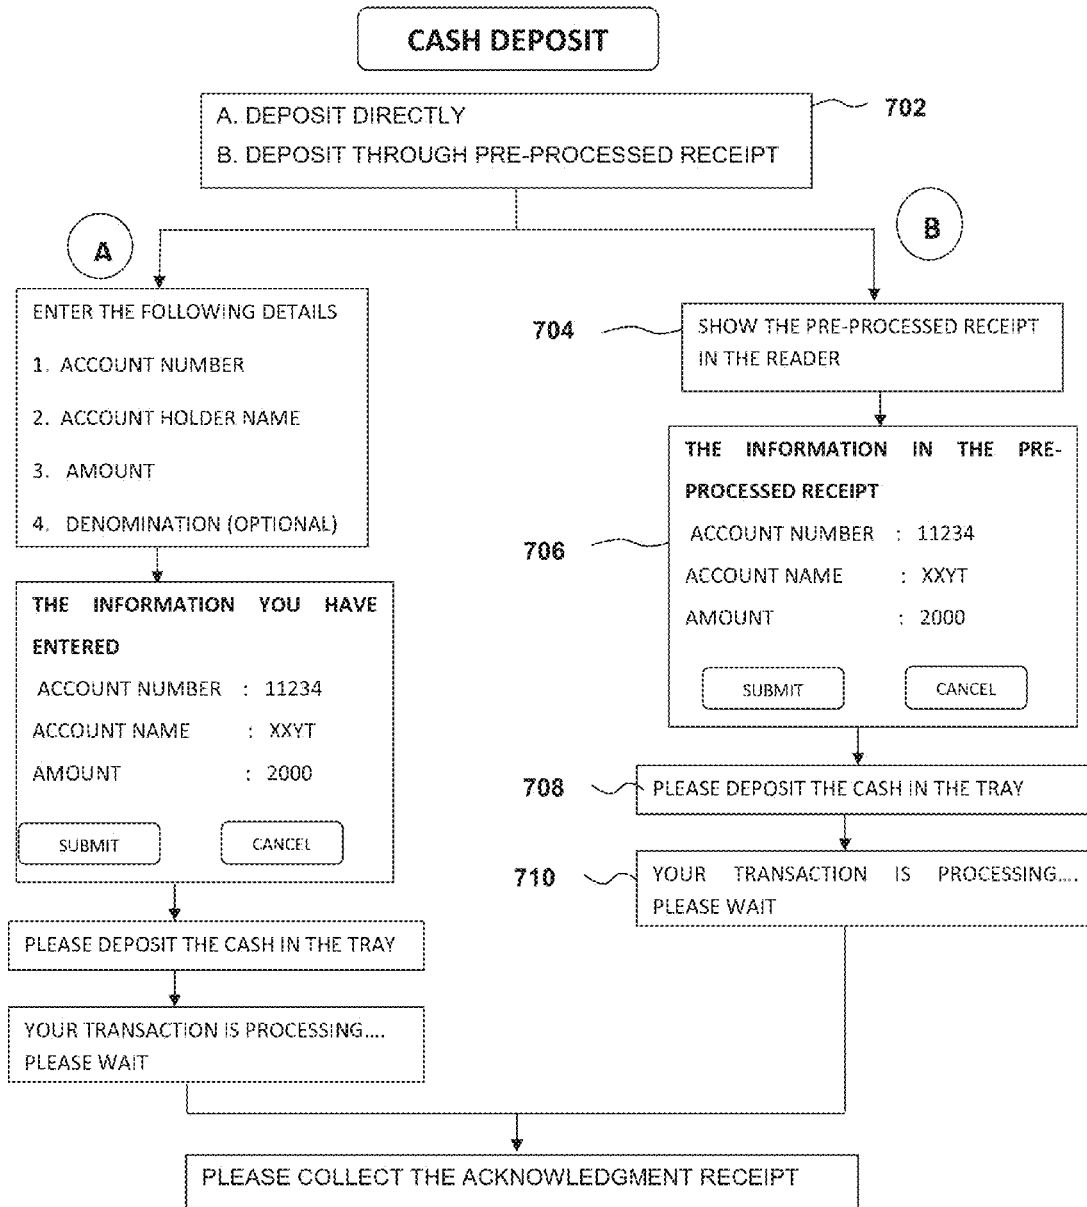 CASH DEPOSIT
A. DEPOSIT DIRECTLY
B. DEPOSIT THROUGH PRE-PROCESSED RECEIPT
702
A
B
ENTER THE FOLLOWING DETAILS
1. ACCOUNT NUMBER
2. ACCOUNT HOLDER NAME
3. AMOUNT
4. DENOMINATION (OPTIONAL)
THE INFORMATION YOU HAVE
ENTERED
ACCOUNT NUMBER : 11234
ACCOUNT NAME : XXYT
AMOUNT : 2000
SUBMIT
CANCEL
PLEASE DEPOSIT THE CASH IN THE TRAY
YOUR TRANSACTION IS PROCESSING....
PLEASE WAIT
704
SHOW THE PRE-PROCESSED RECEIPT
IN THE READER
706
THE INFORMATION IN THE PRE-
PROCESSED RECEIPT
ACCOUNT NUMBER : 11234
ACCOUNT NAME : XXYT
AMOUNT : 2000
SUBMIT
CANCEL
708
PLEASE DEPOSIT THE CASH IN THE TRAY
710
YOUR TRANSACTION IS PROCESSING....
PLEASE WAIT
PLEASE COLLECT THE ACKNOWLEDGMENT RECEIPT